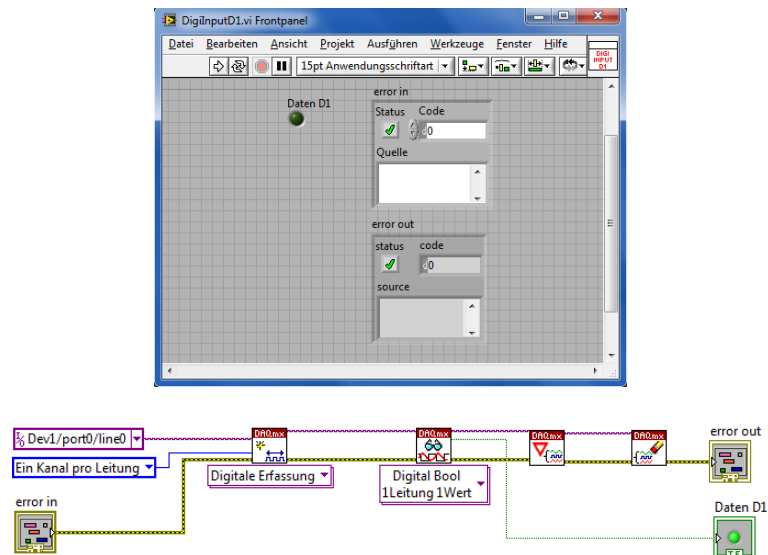 DigiInputD1.vi Frontpanel
Datei Bearbeiten Ansicht Projekt Ausführen Werkzeuge Fenster Hilfe
15pt Anwendungsschriftart
DIGI
INPUT
D1
Daten D1
error in
Status Code
d 0
Quelle
error out
status code
d 0
source
Dev1/port0/line0
Ein Kanal pro Leitung
error in
DAQmx
Digitale Erfassung
DAQmx
Digital Bool
1Leitung 1Wert
DAQmx
DAQmx
error out
Daten D1
TF